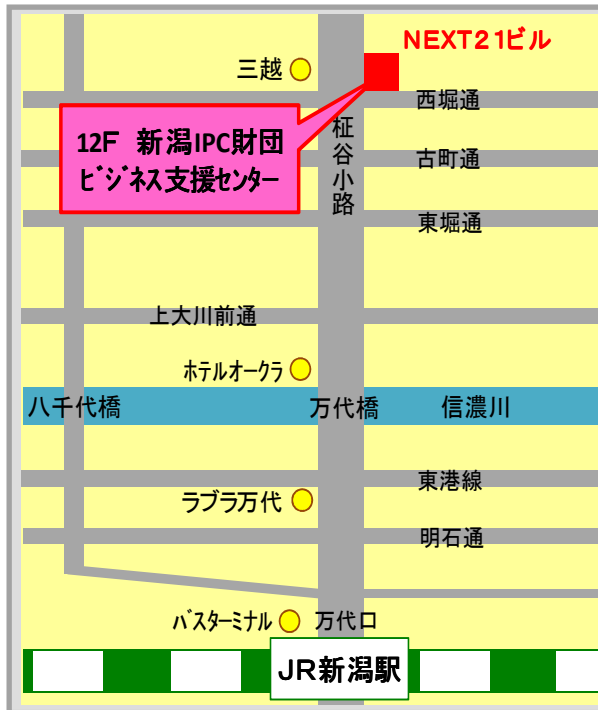 NEXT21ビル
三越
西堀通
12F 新潟IPC財団
ビジネス支援センター
柾谷小路
古町通
東堀通
上大川前通
ホテルオークラ
八千代橋
万代橋
信濃川
東港線
ラブラ万代
明石通
バスターミナル
万代口
JR新潟駅